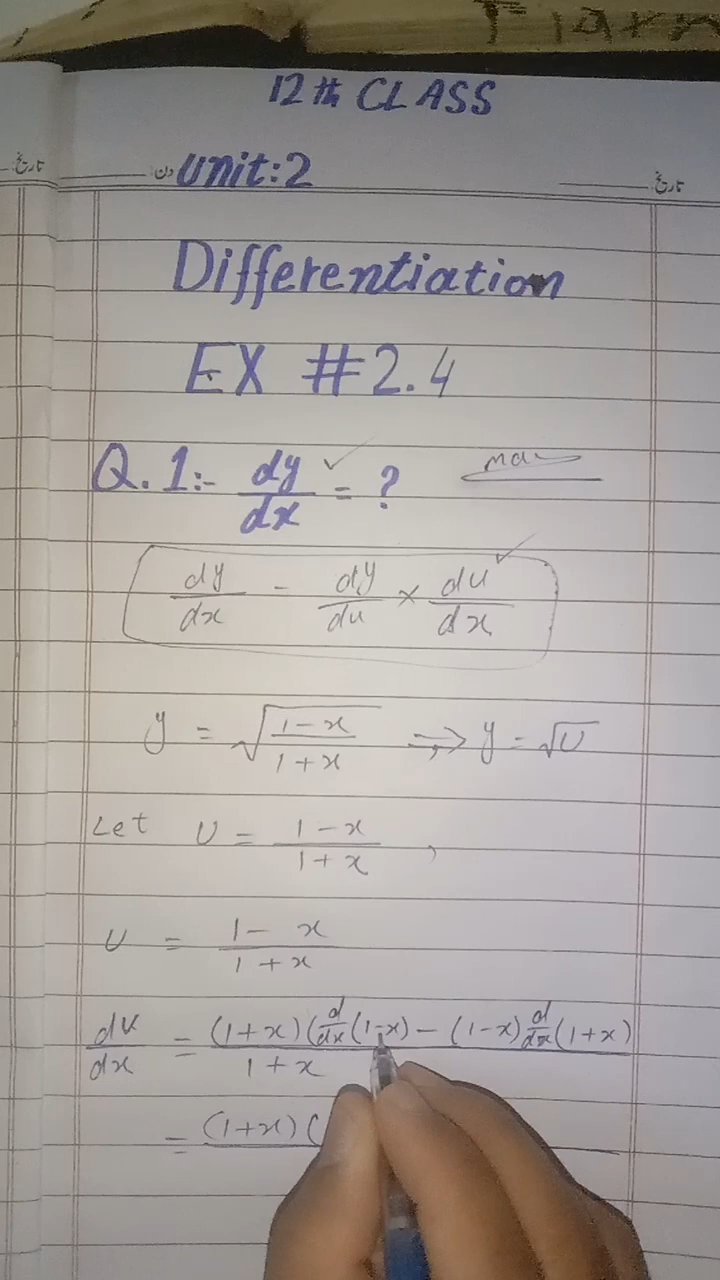 12th CLASS
تاریخ دن Unit:2 تاریخ
Differentiation
EX #2.4
Q.1:- dy/dx = ?
dy/dx - dy/du × du/dx
y = √((1-x)/(1+x)) ⇒ y = √U
Let U = (1-x)/(1+x) ,
U = (1-x)/(1+x)
du/dx = ((1+x)(d/dx(1-x) - (1-x)d/dx(1+x))/(1+x)
= (1+x)(